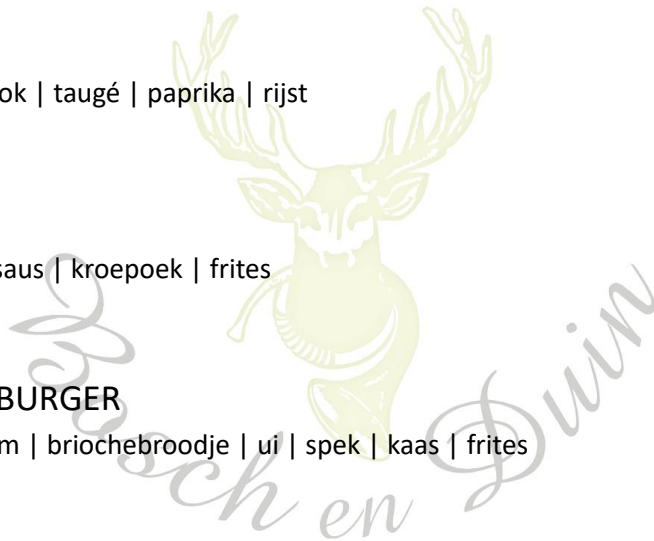 ok | taugé | paprika | rijst
saus | kroepoek | frites
BURGER
m | briochebroodje | ui | spek | kaas | frites
Bosch en Duin